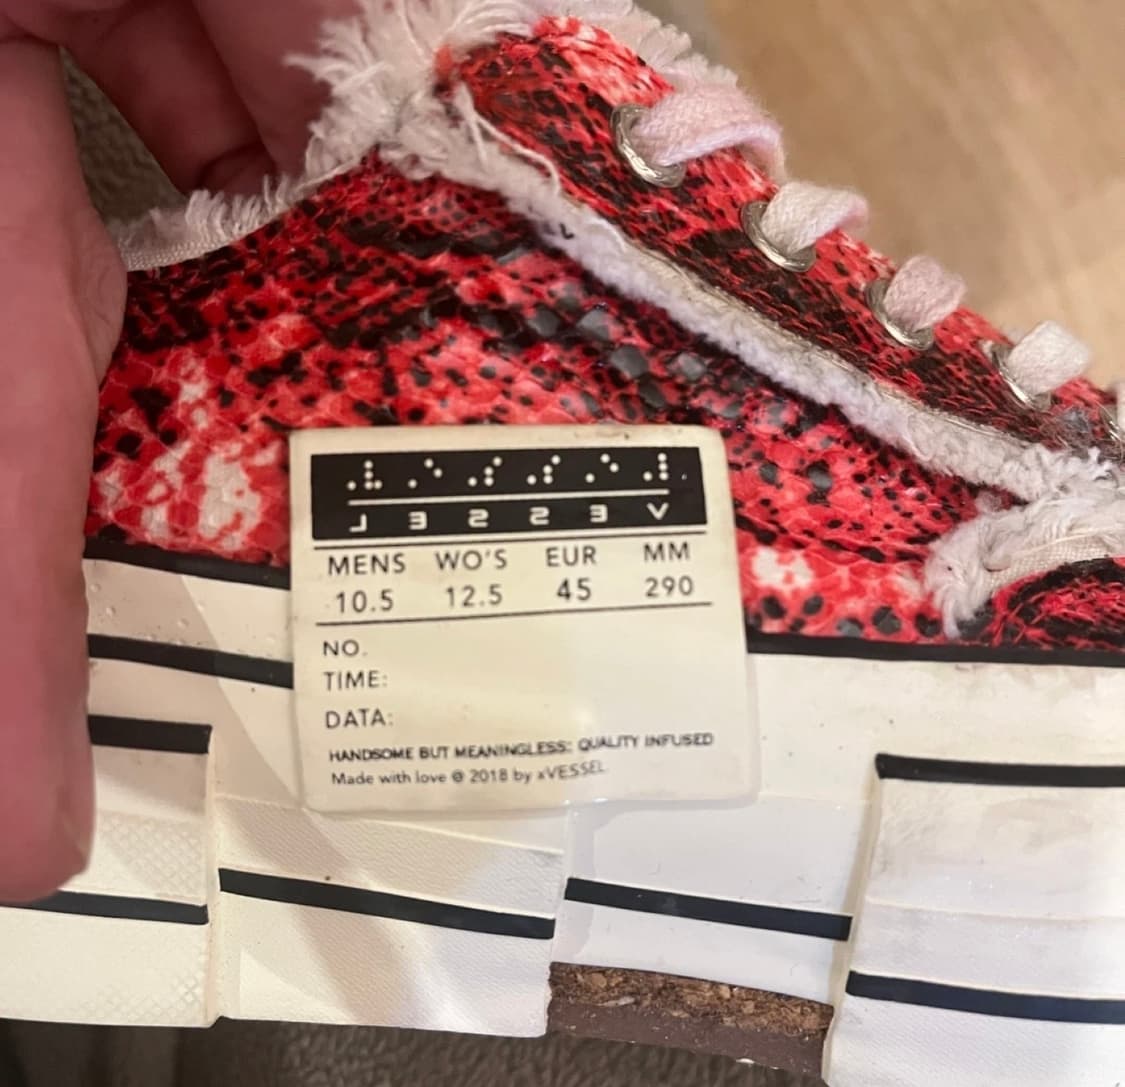 VESSEL
MENS WO'S EUR MM
10.5 12.5 45 290
NO.
TIME:
DATA:
HANDSOME BUT MEANINGLESS: QUALITY INFUSED
Made with love @ 2018 by xVESSEL